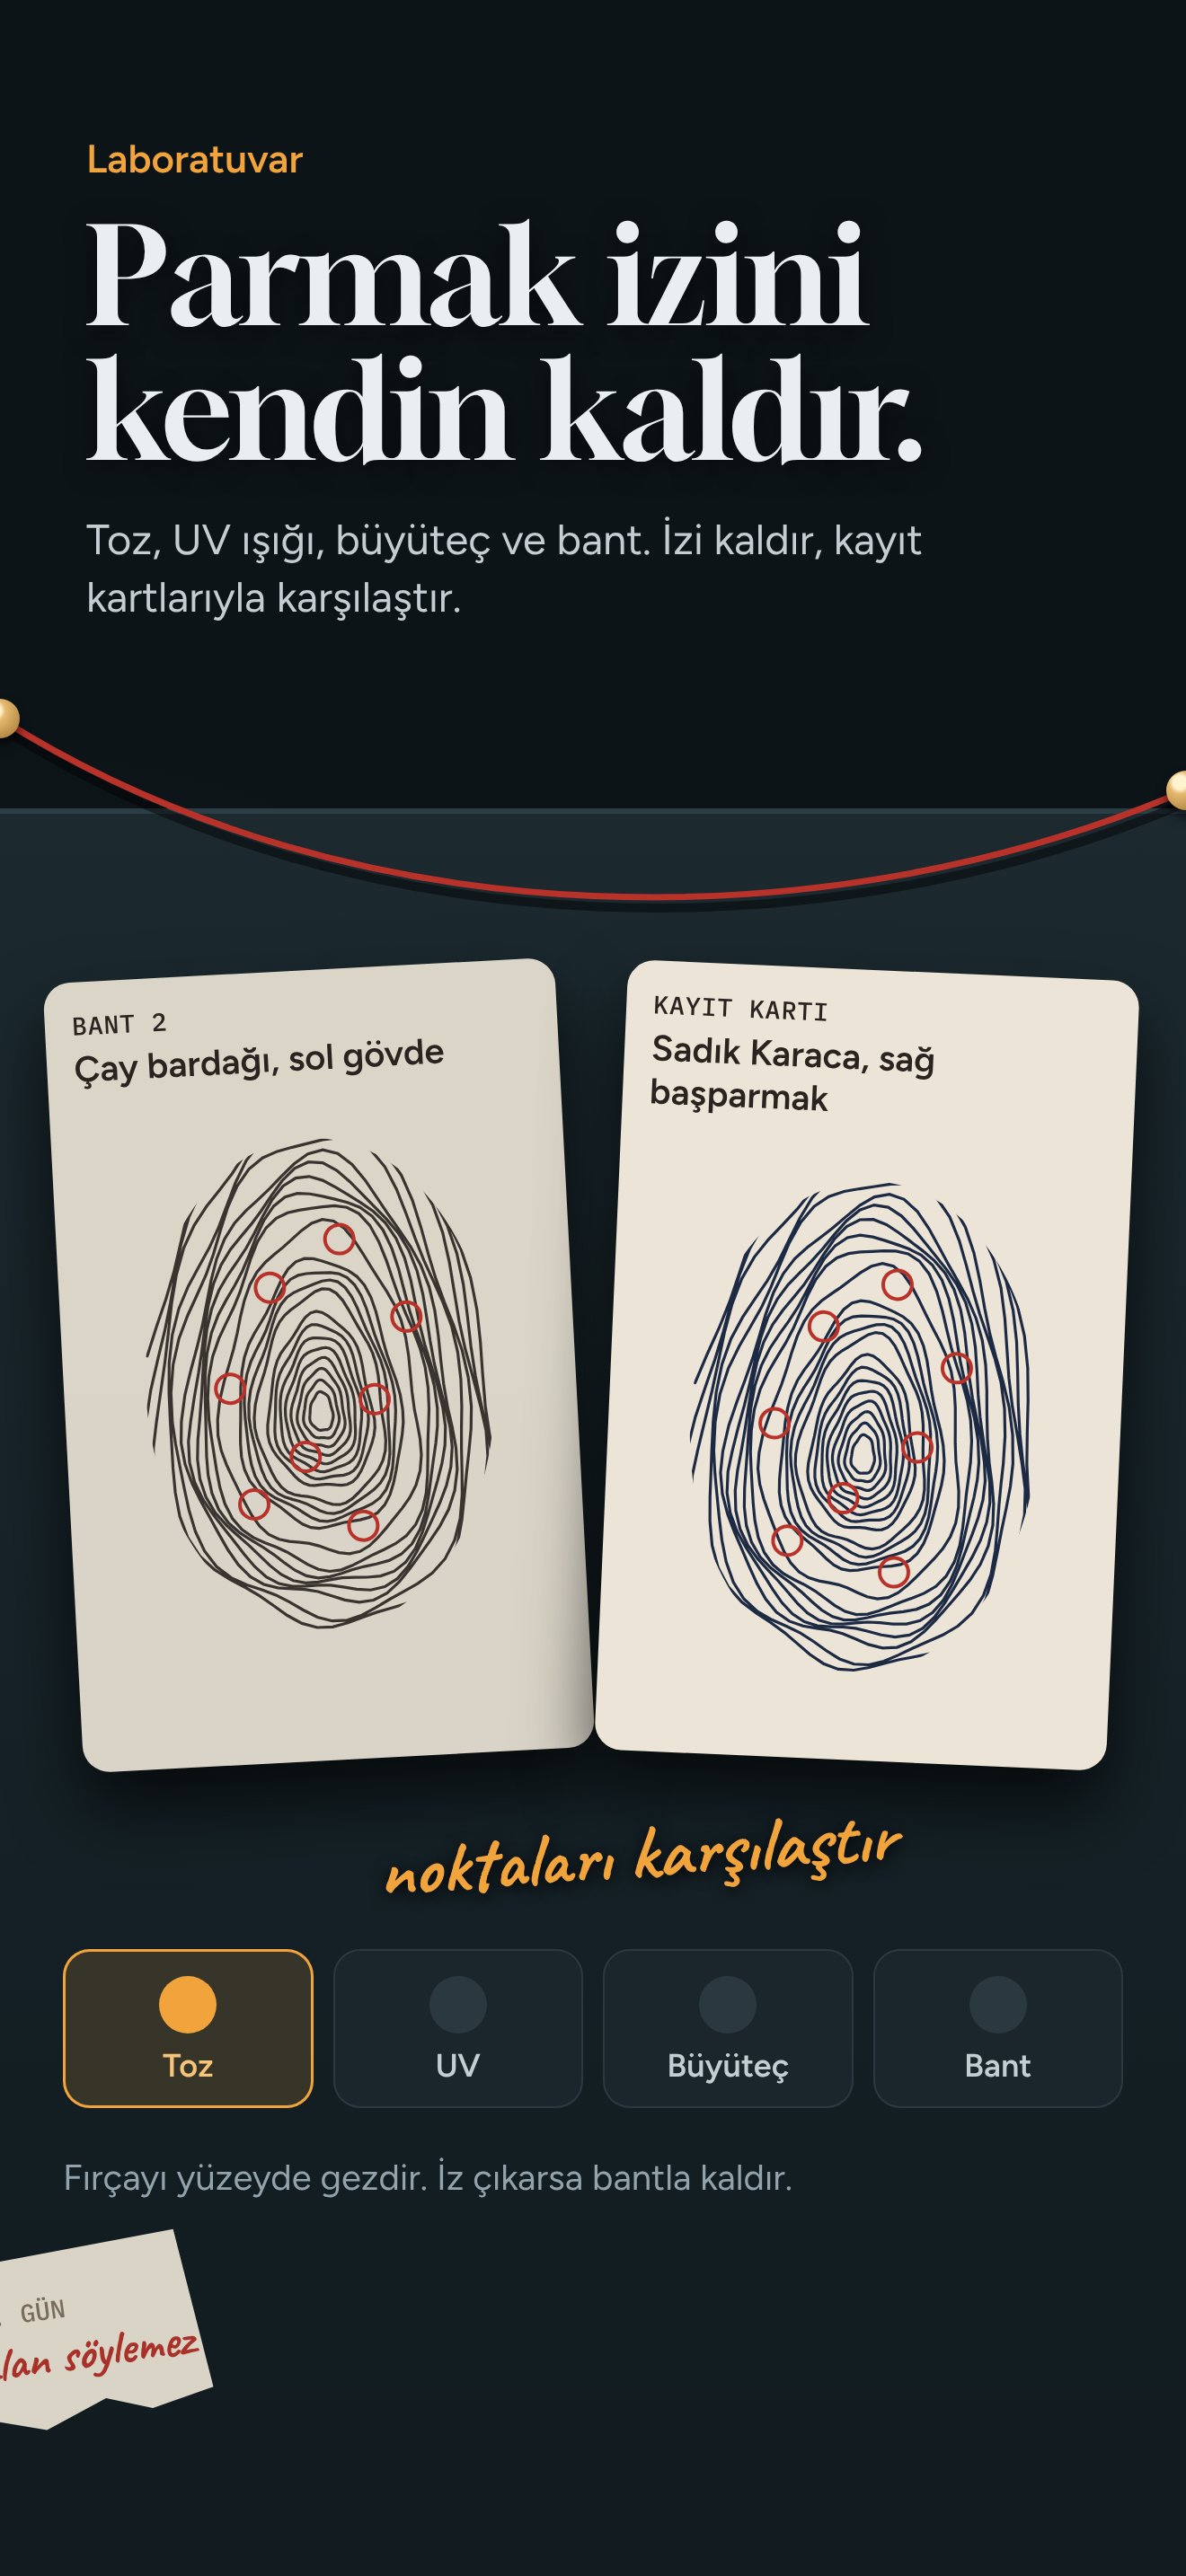 Laboratuvar
Parmak izini
kendin kaldır.
Toz, UV ışığı, büyüteç ve bant. İzi kaldır, kayıt
kartlarıyla karşılaştır.
BANT 2
Çay bardağı, sol gövde
KAYIT KARTI
Sadık Karaca, sağ
başparmak
noktaları karşılaştır
Toz
UV
Büyüteç
Bant
Fırçayı yüzeyde gezdir. İz çıkarsa bantla kaldır.
GÜN
söylemez